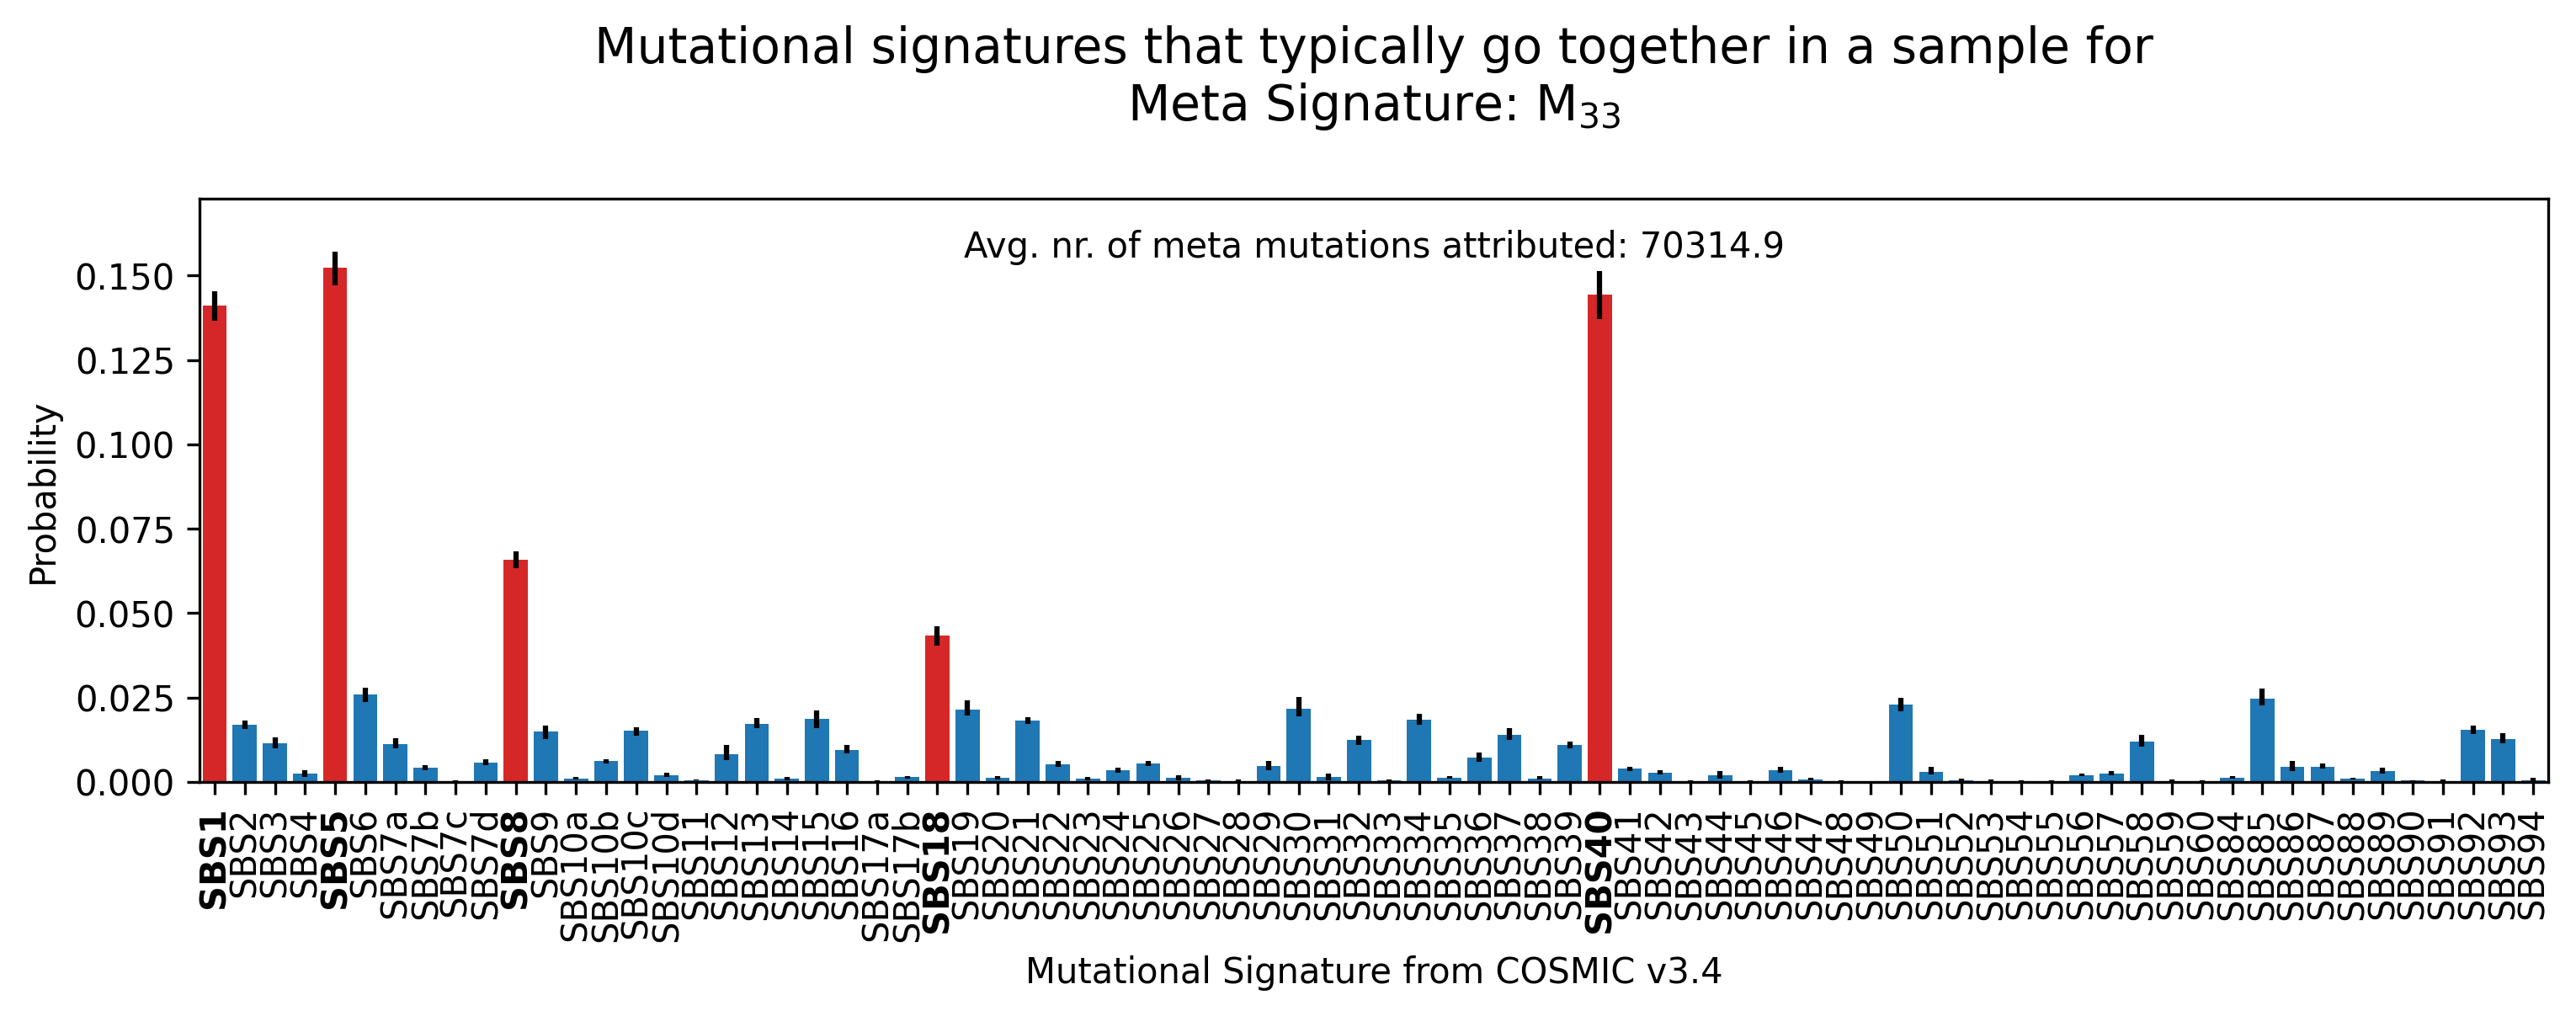 Mutational signatures that typically go together in a sample for
Meta Signature: M₃₃
Avg. nr. of meta mutations attributed: 70314.9
Probability
0.150
0.125
0.100
0.075
0.050
0.025
0.000
SBS1
SBS2
SBS3
SBS4
SBS5
SBS6
SBS7a
SBS7b
SBS7c
SBS7d
SBS8
SBS9
SBS10a
SBS10b
SBS10c
SBS10d
SBS11
SBS12
SBS13
SBS14
SBS15
SBS16
SBS17a
SBS17b
SBS18
SBS19
SBS20
SBS21
SBS22
SBS23
SBS24
SBS25
SBS26
SBS27
SBS28
SBS29
SBS30
SBS31
SBS32
SBS33
SBS34
SBS35
SBS36
SBS37
SBS38
SBS39
SBS40
SBS41
SBS42
SBS43
SBS44
SBS45
SBS46
SBS47
SBS48
SBS49
SBS50
SBS51
SBS52
SBS53
SBS54
SBS55
SBS56
SBS57
SBS58
SBS59
SBS60
SBS84
SBS85
SBS86
SBS87
SBS88
SBS89
SBS90
SBS91
SBS92
SBS93
SBS94
Mutational Signature from COSMIC v3.4